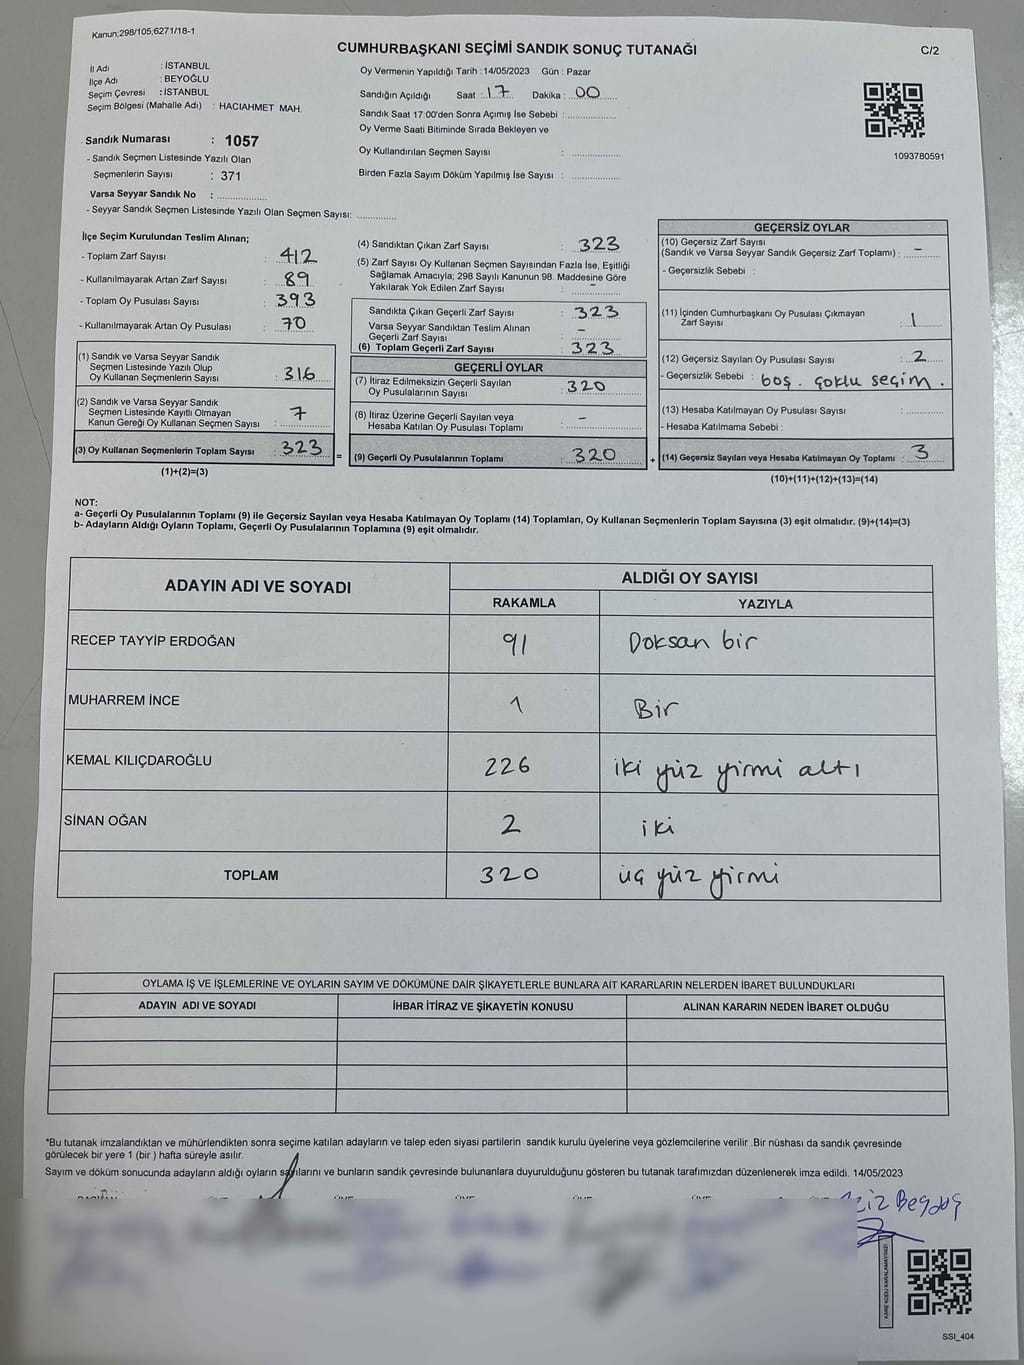 Kanun;298/105;6271/18-1
CUMHURBAŞKANI SEÇİMİ SANDIK SONUÇ TUTANAĞI
C/2
İl Adı : İSTANBUL
İlçe Adı : BEYOĞLU
Seçim Çevresi : İSTANBUL
Seçim Bölgesi (Mahalle Adı) : HACIAHMET MAH.
Oy Vermenin Yapıldığı Tarih :14/05/2023 Gün : Pazar
Sandığın Açıldığı Saat : 17 Dakika : 00
Sandık Saat 17:00'den Sonra Açımış İse Sebebi :
Oy Verme Saati Bitiminde Sırada Bekleyen ve
Oy Kullandırılan Seçmen Sayısı :
Birden Fazla Sayım Döküm Yapılmış İse Sayısı :
1093780591
Sandık Numarası : 1057
- Sandık Seçmen Listesinde Yazılı Olan
Seçmenlerin Sayısı : 371
Varsa Seyyar Sandık No :
- Seyyar Sandık Seçmen Listesinde Yazılı Olan Seçmen Sayısı:
İlçe Seçim Kurulundan Teslim Alınan;
- Toplam Zarf Sayısı : 412
- Kullanılmayarak Artan Zarf Sayısı : 89
- Toplam Oy Pusulası Sayısı : 393
- Kullanılmayarak Artan Oy Pusulası : 70
(1) Sandık ve Varsa Seyyar Sandık
Seçmen Listesinde Yazılı Olup
Oy Kullanan Seçmenlerin Sayısı : 316
(2) Sandık ve Varsa Seyyar Sandık
Seçmen Listesinde Kayıtlı Olmayan
Kanun Gereği Oy Kullanan Seçmen Sayısı : 7
(3) Oy Kullanan Seçmenlerin Toplam Sayısı : 323
(1)+(2)=(3)
=
(4) Sandıktan Çıkan Zarf Sayısı : 323
(5) Zarf Sayısı Oy Kullanan Seçmen Sayısından Fazla İse, Eşitliği
Sağlamak Amacıyla; 298 Sayılı Kanunun 98. Maddesine Göre
Yakılarak Yok Edilen Zarf Sayısı : -
Sandıkta Çıkan Geçerli Zarf Sayısı : 323
Varsa Seyyar Sandıktan Teslim Alınan
Geçerli Zarf Sayısı : -
(6) Toplam Geçerli Zarf Sayısı : 323
GEÇERLİ OYLAR
(7) İtiraz Edilmeksizin Geçerli Sayılan
Oy Pusulalarının Sayısı : 320
(8) İtiraz Üzerine Geçerli Sayılan veya
Hesaba Katılan Oy Pusulası Toplamı : -
(9) Geçerli Oy Pusulalarının Toplamı : 320
+
GEÇERSİZ OYLAR
(10) Geçersiz Zarf Sayısı
(Sandık ve Varsa Seyyar Sandık Geçersiz Zarf Toplamı) : -
- Geçersizlik Sebebi :
(11) İçinden Cumhurbaşkanı Oy Pusulası Çıkmayan
Zarf Sayısı : 1
(12) Geçersiz Sayılan Oy Pusulası Sayısı : 2
- Geçersizlik Sebebi : boş. çoklu seçim.
(13) Hesaba Katılmayan Oy Pusulası Sayısı :
- Hesaba Katılmama Sebebi :
(14) Geçersiz Sayılan veya Hesaba Katılmayan Oy Toplamı : 3
(10)+(11)+(12)+(13)=(14)
NOT:
a- Geçerli Oy Pusulalarının Toplamı (9) ile Geçersiz Sayılan veya Hesaba Katılmayan Oy Toplamı (14) Toplamları, Oy Kullanan Seçmenlerin Toplam Sayısına (3) eşit olmalıdır. (9)+(14)=(3)
b- Adayların Aldığı Oyların Toplamı, Geçerli Oy Pusulalarının Toplamına (9) eşit olmalıdır.
ADAYIN ADI VE SOYADI ALDIĞI OY SAYISI
RAKAMLA YAZIYLA
RECEP TAYYİP ERDOĞAN 91 Doksan bir
MUHARREM İNCE 1 Bir
KEMAL KILIÇDAROĞLU 226 iki yüz yirmi altı
SİNAN OĞAN 2 iki
TOPLAM 320 üç yüz yirmi
OYLAMA İŞ VE İŞLEMLERİNE VE OYLARIN SAYIM VE DÖKÜMÜNE DAİR ŞİKAYETLERLE BUNLARA AİT KARARLARIN NELERDEN İBARET BULUNDUKLARI
ADAYIN ADI VE SOYADI İHBAR İTİRAZ VE ŞİKAYETİN KONUSU ALINAN KARARIN NEDEN İBARET OLDUĞU
*Bu tutanak imzalandıktan ve mühürlendikten sonra seçime katılan adayların ve talep eden siyasi partilerin sandık kurulu üyelerine veya gözlemcilerine verilir .Bir nüshası da sandık çevresinde
görülecek bir yere 1 (bir ) hafta süreyle asılır.
Sayım ve döküm sonucunda adayların aldığı oyların sayılarını ve bunların sandık çevresinde bulunanlara duyurulduğunu gösteren bu tutanak tarafımızdan düzenlenerek imza edildi. 14/05/2023
KARE KODU KARALAMAYINIZ!
SSI_404